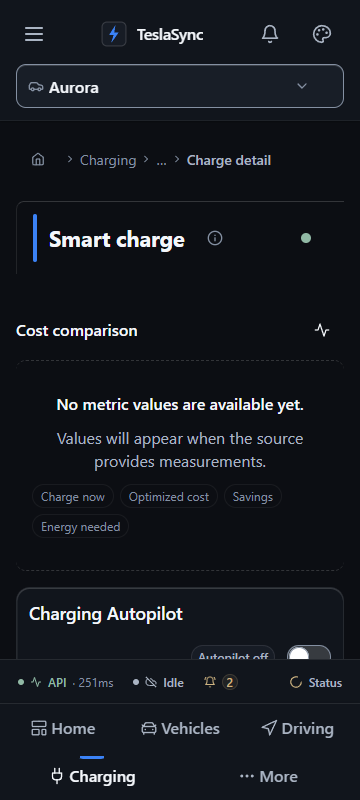 TeslaSync
Aurora
Charging
...
Charge detail
Smart charge
Cost comparison
No metric values are available yet.
Values will appear when the source
provides measurements.
Charge now
Optimized cost
Savings
Energy needed
Charging Autopilot
Autopilot off
API · 251ms
Idle
2
Status
Home
Vehicles
Driving
Charging
More